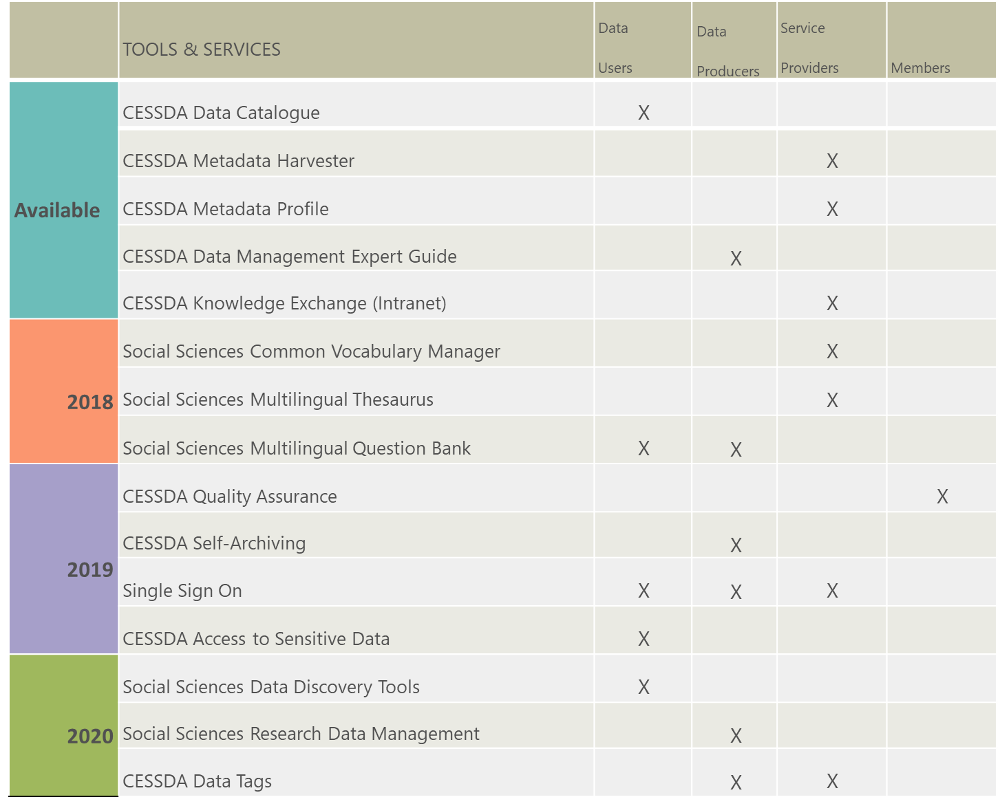 TOOLS & SERVICES
Data
Users
Data
Producers
Service
Providers
Members
Available
CESSDA Data Catalogue X
CESSDA Metadata Harvester X
CESSDA Metadata Profile X
CESSDA Data Management Expert Guide X
CESSDA Knowledge Exchange (Intranet) X
2018
Social Sciences Common Vocabulary Manager X
Social Sciences Multilingual Thesaurus X
Social Sciences Multilingual Question Bank X X
2019
CESSDA Quality Assurance X
CESSDA Self-Archiving X
Single Sign On X X X
CESSDA Access to Sensitive Data X
2020
Social Sciences Data Discovery Tools X
Social Sciences Research Data Management X
CESSDA Data Tags X X